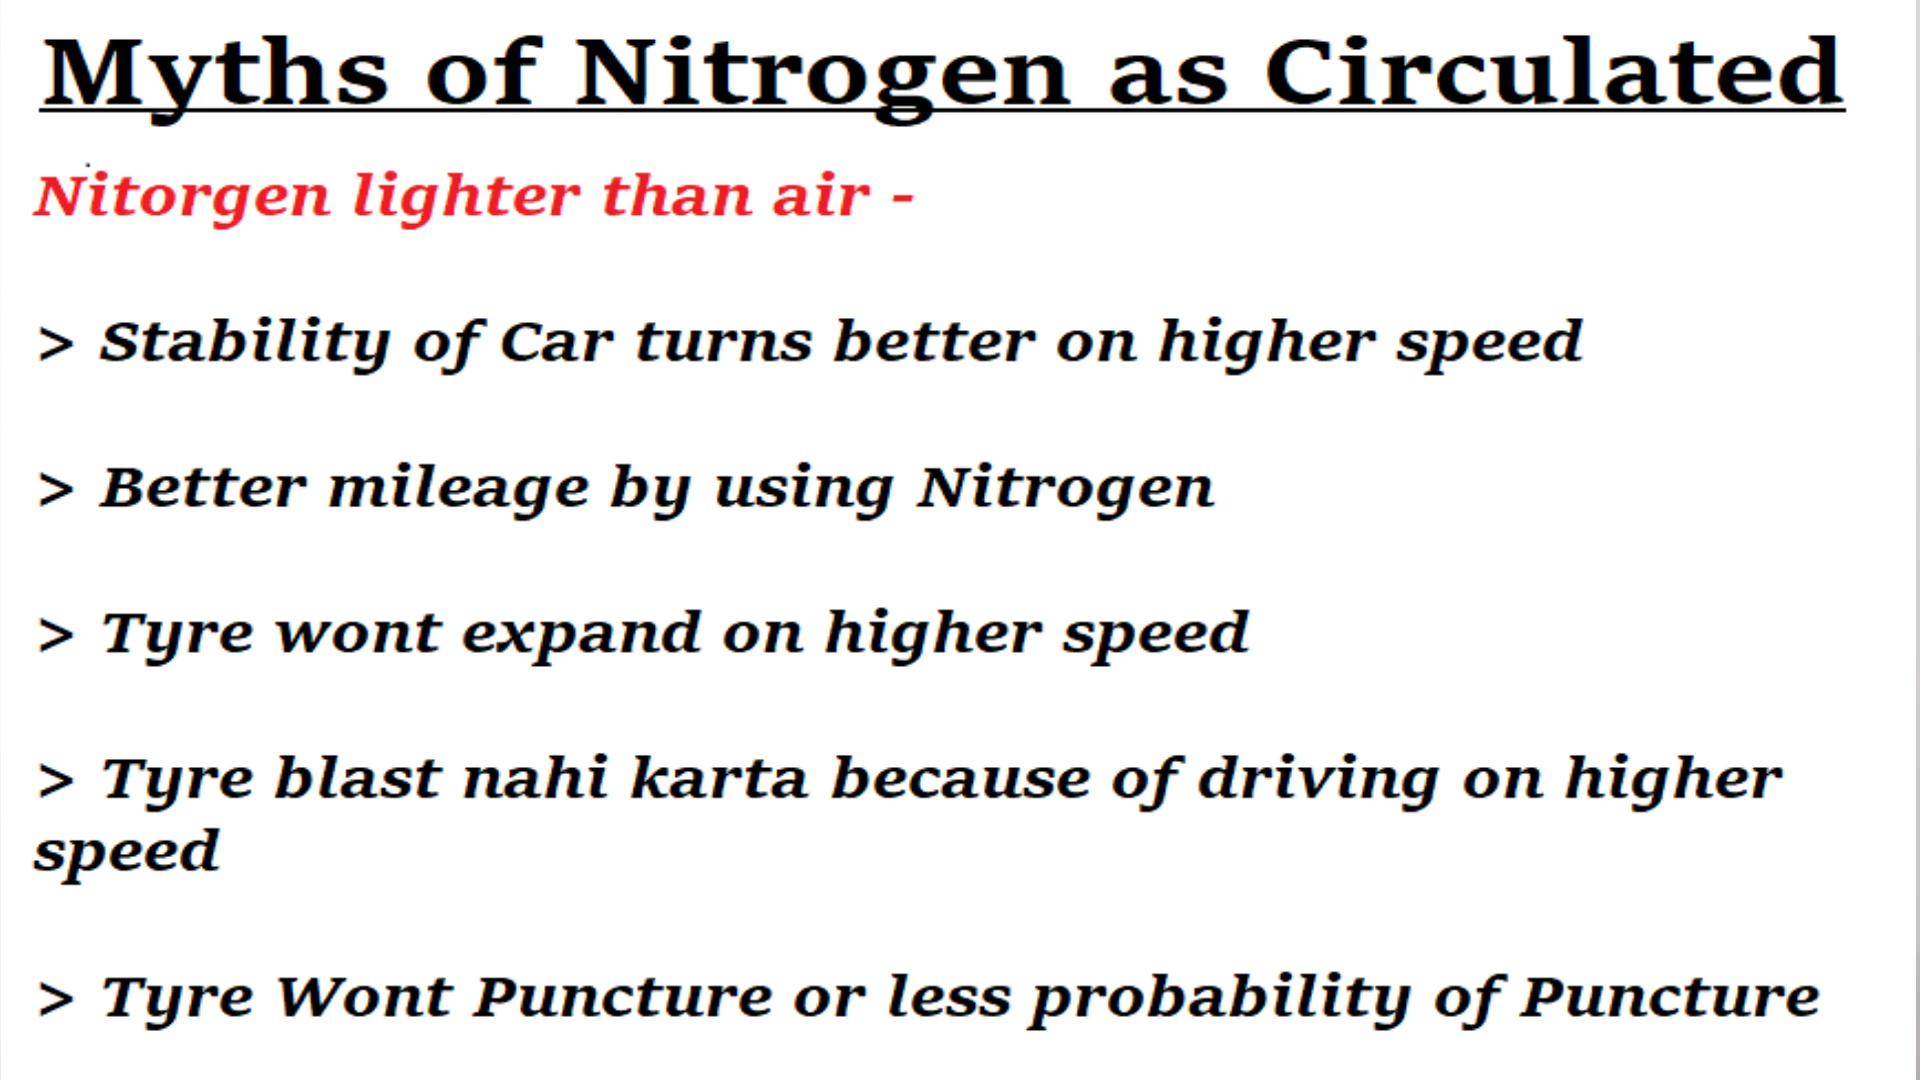 Myths of Nitrogen as Circulated
Nitorgen lighter than air -
> Stability of Car turns better on higher speed
> Better mileage by using Nitrogen
> Tyre wont expand on higher speed
> Tyre blast nahi karta because of driving on higher
speed
> Tyre Wont Puncture or less probability of Puncture